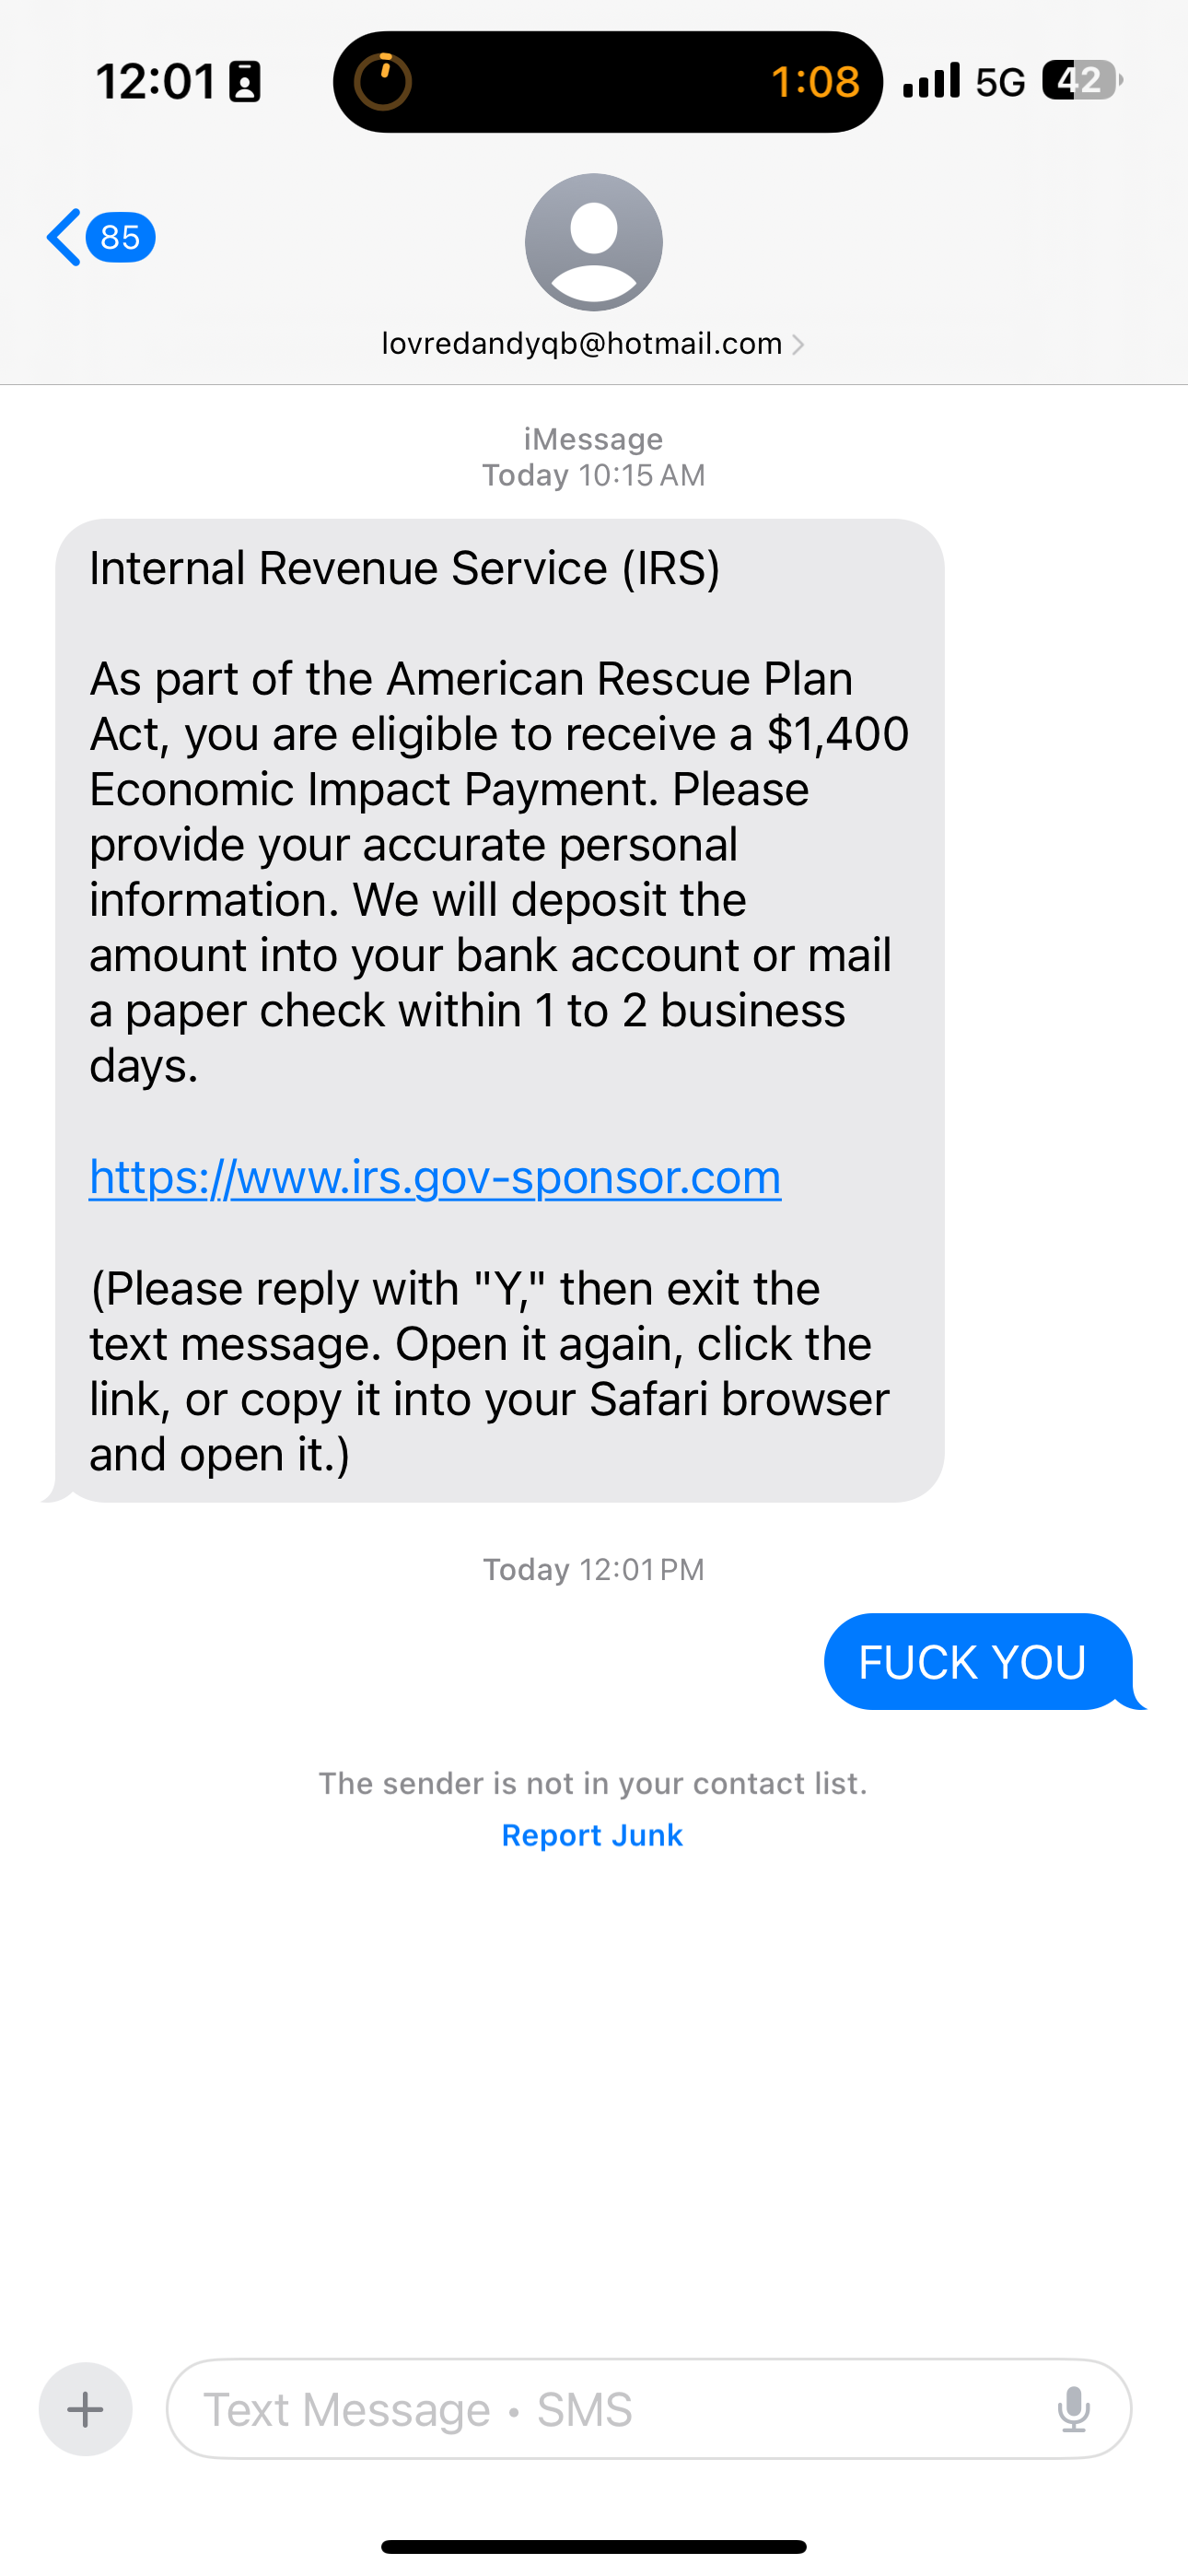 12:01
1:08
5G
42
85
lovredandyqb@hotmail.com
iMessage
Today 10:15 AM
Internal Revenue Service (IRS)
As part of the American Rescue Plan
Act, you are eligible to receive a $1,400
Economic Impact Payment. Please
provide your accurate personal
information. We will deposit the
amount into your bank account or mail
a paper check within 1 to 2 business
days.
https://www.irs.gov-sponsor.com
(Please reply with "Y," then exit the
text message. Open it again, click the
link, or copy it into your Safari browser
and open it.)
Today 12:01 PM
FUCK YOU
The sender is not in your contact list.
Report Junk
Text Message • SMS